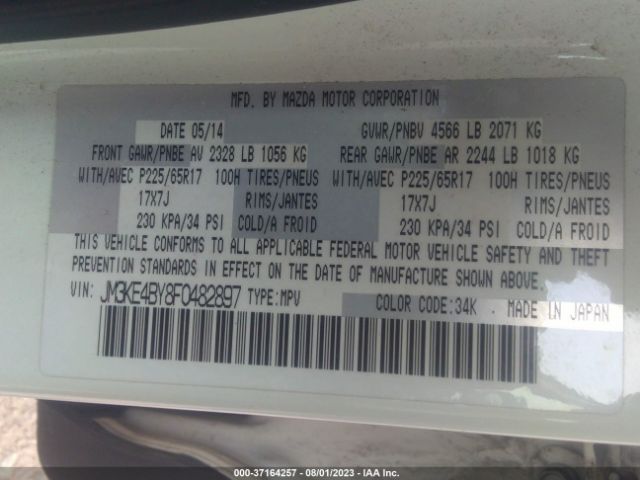 MFD. BY MAZDA MOTOR CORPORATION
DATE 05/14 GVWR/PNBV 4566 LB 2071 KG
FRONT GAWR/PNBE AV 2328 LB 1056 KG REAR GAWR/PNBE AR 2244 LB 1018 KG
WITH/AVEC P225/65R17 100H TIRES/PNEUS WITH/AVEC P225/65R17 100H TIRES/PNEUS
17X7J RIMS/JANTES 17X7J RIMS/JANTES
230 KPA/34 PSI COLD/A FROID 230 KPA/34 PSI COLD/A FROID
THIS VEHICLE CONFORMS TO ALL APPLICABLE FEDERAL MOTOR VEHICLE SAFETY AND THEFT
PREVENTION STANDARDS IN EFFECT ON THE DATE OF MANUFACTURE SHOWN ABOVE.
VIN: JM3KE4BY8F0482897 TYPE:MPV COLOR CODE:34K MADE IN JAPAN
000-37164257 - 08/01/2023 - IAAI.COM